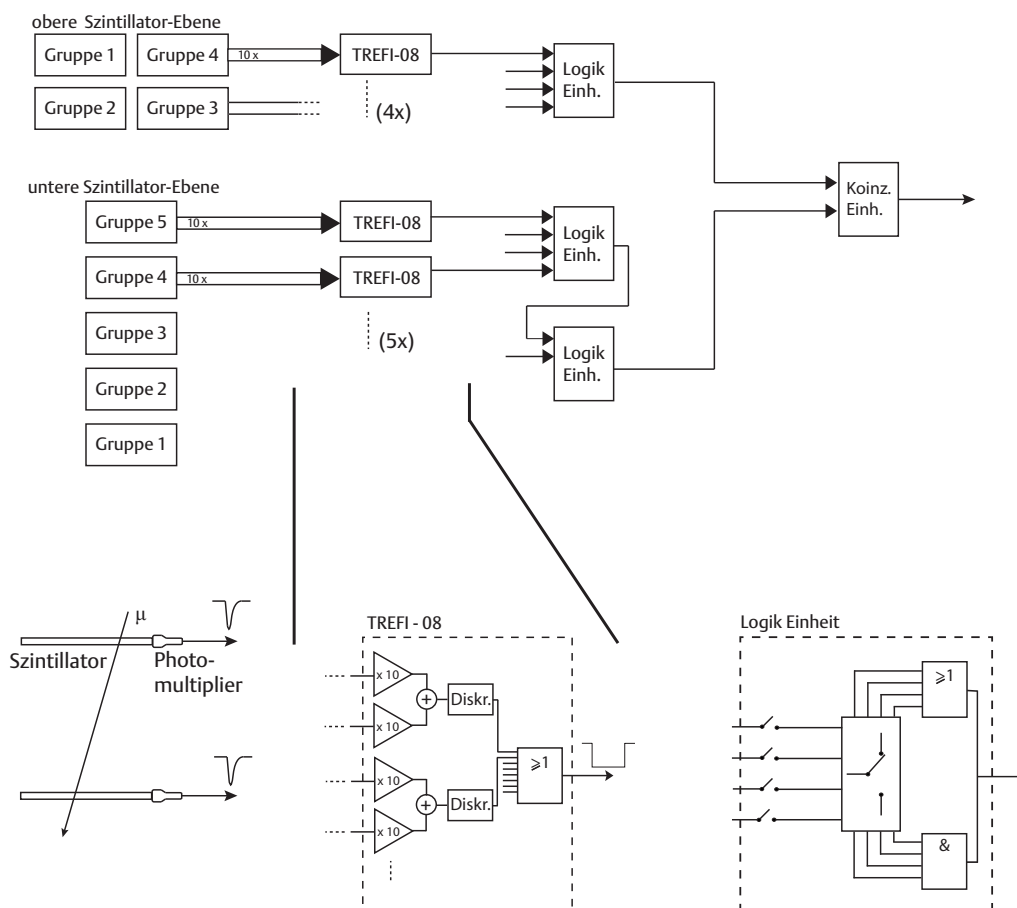 obere Szintillator-Ebene
Gruppe 1
Gruppe 4
10 x
TREFI-08
Logik
Einh.
Gruppe 2
Gruppe 3
(4x)
Koinz.
Einh.
untere Szintillator-Ebene
Gruppe 5
10 x
TREFI-08
Logik
Einh.
Gruppe 4
10 x
TREFI-08
Gruppe 3
(5x)
Logik
Einh.
Gruppe 2
Gruppe 1
μ
Szintillator
Photo-
multiplier
TREFI - 08
x 10
x 10
+
Diskr.
x 10
x 10
+
Diskr.
⩾1
Logik Einheit
⩾1
&